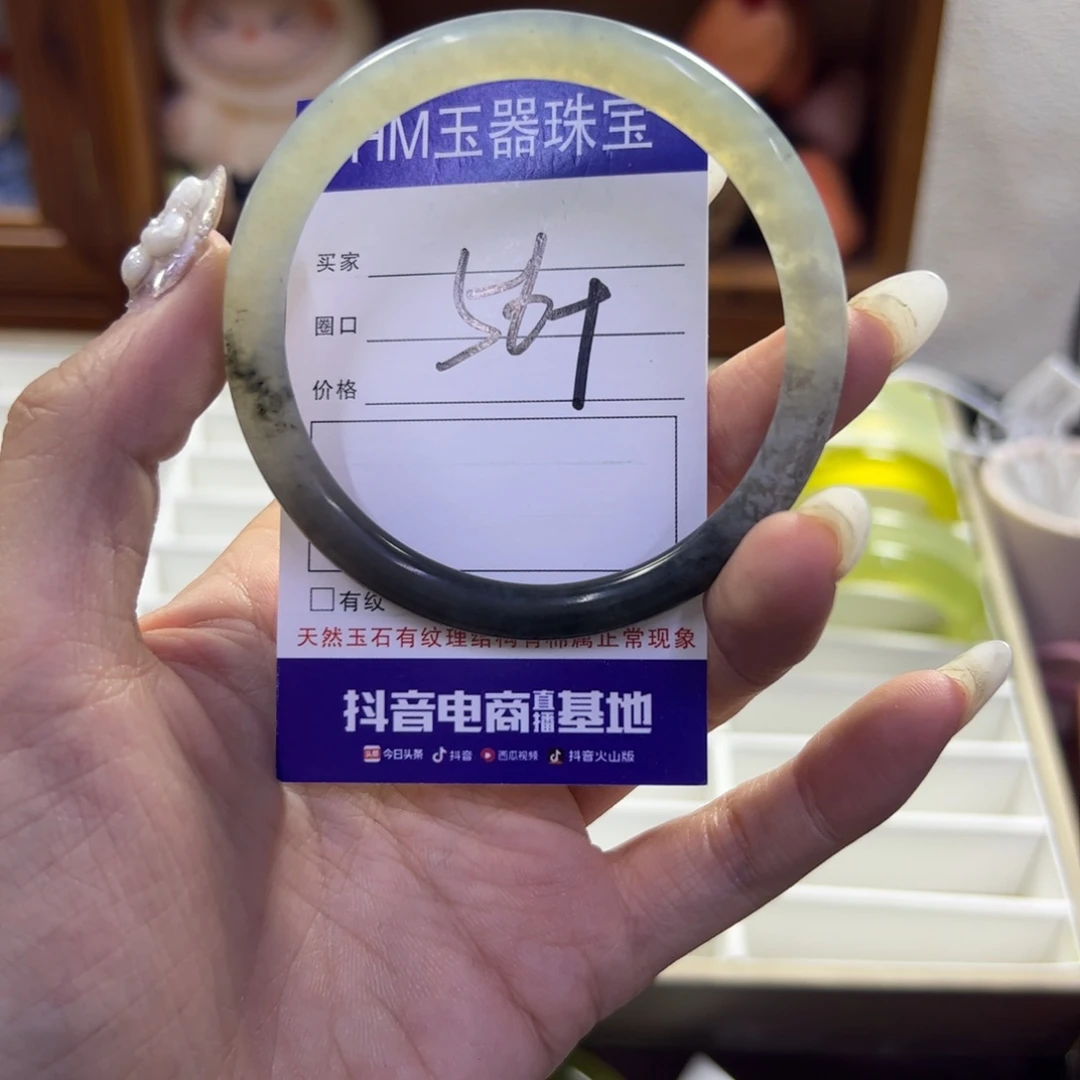 HM玉器珠宝
买家
圈口
价格
□有纹
天然玉石有纹理结构有棉属正常现象
抖音电商直播基地
今日头条 抖音 西瓜视频 抖音火山版